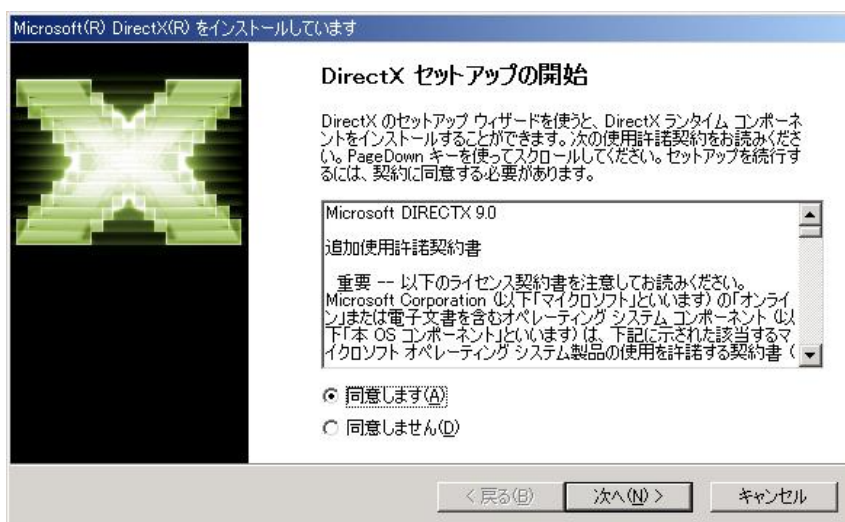 Microsoft(R) DirectX(R) をインストールしています
DirectX セットアップの開始
DirectX のセットアップ ウィザードを使うと、DirectX ランタイム コンポーネ
ントをインストールすることができます。次の使用許諾契約をお読みくださ
い。PageDown キーを使ってスクロールしてください。セットアップを続行す
るには、契約に同意する必要があります。
Microsoft DIRECTX 9.0
追加使用許諾契約書
重要 -- 以下のライセンス契約書を注意してお読みください。
Microsoft Corporation (以下「マイクロソフト」といいます) の「オンライ
ン」または電子文書を含むオペレーティング システム コンポーネント (以
下「本 OS コンポーネント」といいます) は、下記に示された該当するマ
イクロソフト オペレーティング システム製品の使用を許諾する契約書 (
同意します(A)
同意しません(D)
< 戻る(B)
次へ(N) >
キャンセル